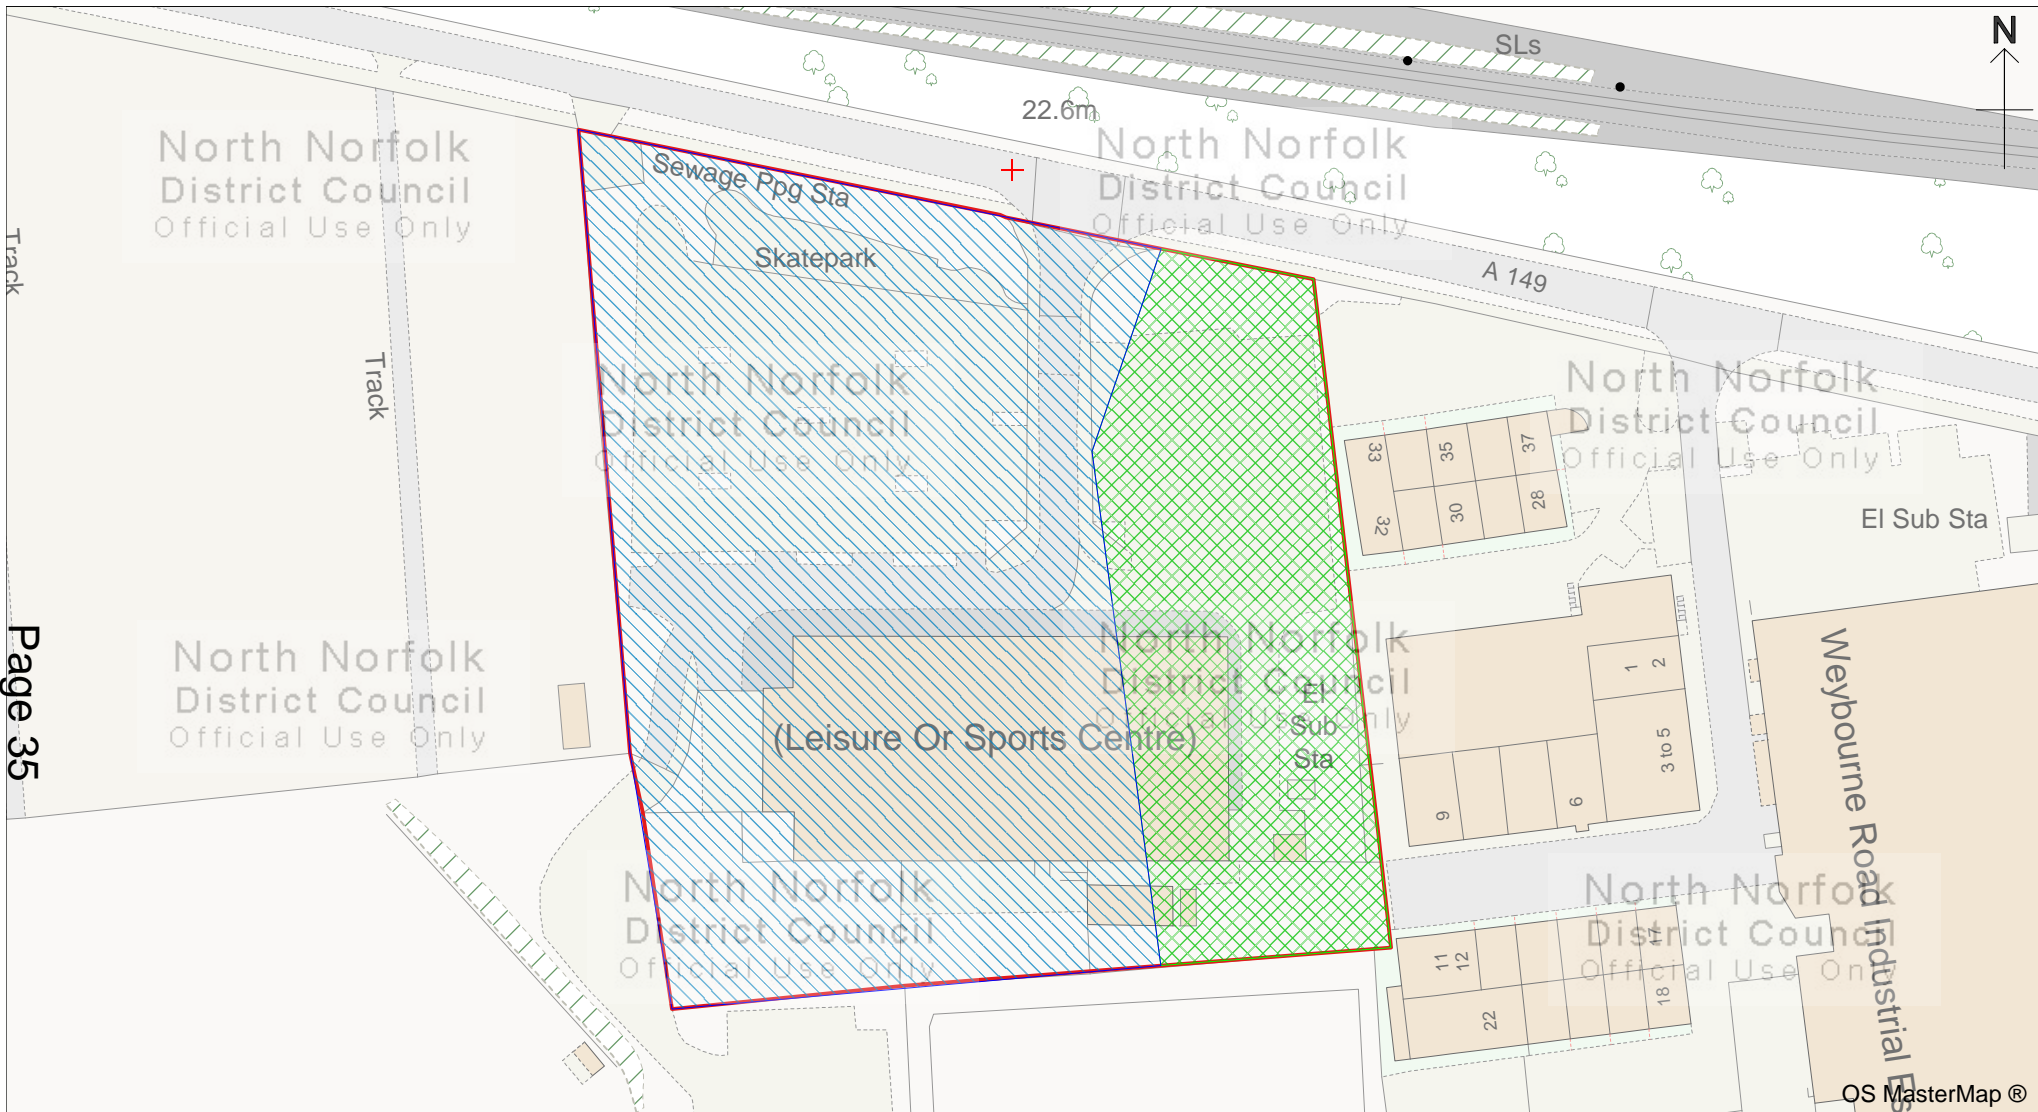 SLs
N
22.6m
North Norfolk
District Council
Official Use Only
North Norfolk
District Council
Official Use Only
Sewage Ppg Sta
Skatepark
Track
A 149
Track
North Norfolk
District Council
Official Use Only
North Norfolk
District Council
Official Use Only
33
35
37
32
30
28
El Sub Sta
Page 35
North Norfolk
District Council
Official Use Only
North Norfolk
District Council
Official Use Only
El
Sub
Sta
(Leisure Or Sports Centre)
1
2
3 to 5
6
9
Weybourne Road Industrial Es
North Norfolk
District Council
Official Use Only
North Norfolk
District Council
Official Use Only
11
12
17
18
22
OS MasterMap ®